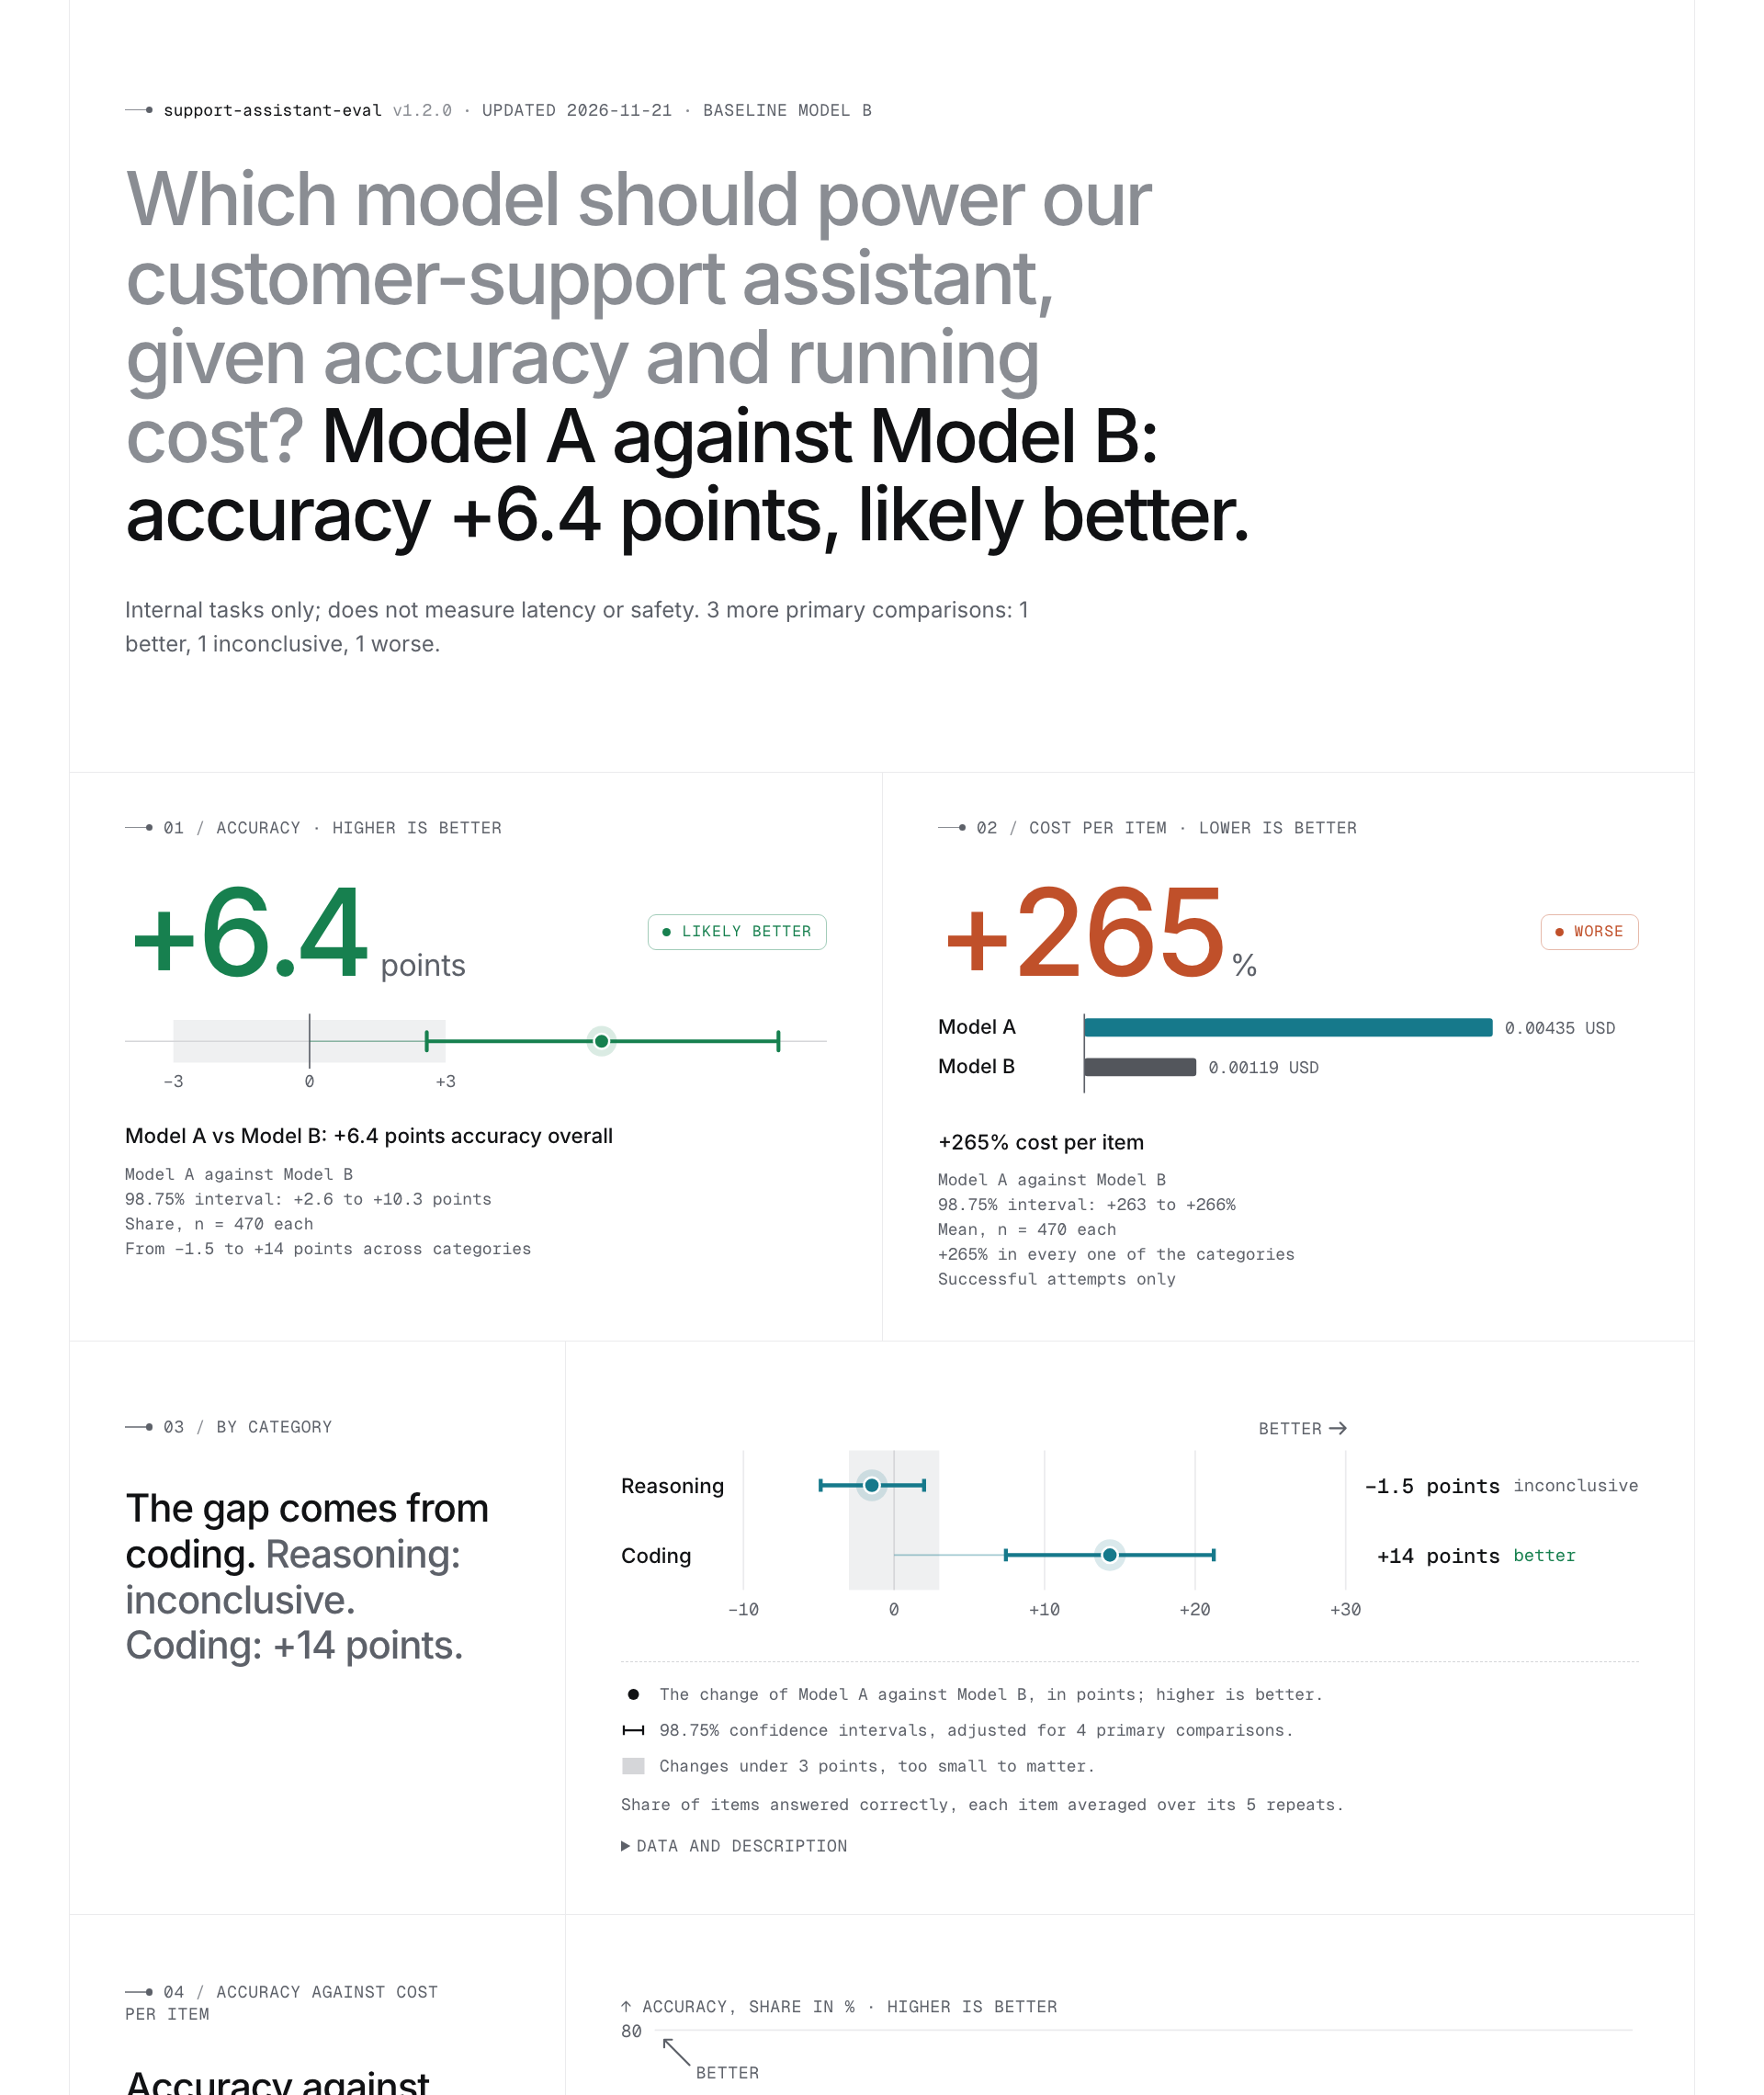 support-assistant-eval v1.2.0 · UPDATED 2026-11-21 · BASELINE MODEL B
Which model should power our
customer-support assistant,
given accuracy and running
cost? Model A against Model B:
accuracy +6.4 points, likely better.
Internal tasks only; does not measure latency or safety. 3 more primary comparisons: 1
better, 1 inconclusive, 1 worse.
01 / ACCURACY · HIGHER IS BETTER
+6.4 points
LIKELY BETTER
−3 0 +3
Model A vs Model B: +6.4 points accuracy overall
Model A against Model B
98.75% interval: +2.6 to +10.3 points
Share, n = 470 each
From −1.5 to +14 points across categories
02 / COST PER ITEM · LOWER IS BETTER
+265 %
WORSE
Model A 0.00435 USD
Model B 0.00119 USD
+265% cost per item
Model A against Model B
98.75% interval: +263 to +266%
Mean, n = 470 each
+265% in every one of the categories
Successful attempts only
03 / BY CATEGORY
The gap comes from
coding. Reasoning:
inconclusive.
Coding: +14 points.
BETTER →
Reasoning −1.5 points inconclusive
Coding +14 points better
−10 0 +10 +20 +30
The change of Model A against Model B, in points; higher is better.
98.75% confidence intervals, adjusted for 4 primary comparisons.
Changes under 3 points, too small to matter.
Share of items answered correctly, each item averaged over its 5 repeats.
▶ DATA AND DESCRIPTION
04 / ACCURACY AGAINST COST
PER ITEM
Accuracy against
↑ ACCURACY, SHARE IN % · HIGHER IS BETTER
80
BETTER